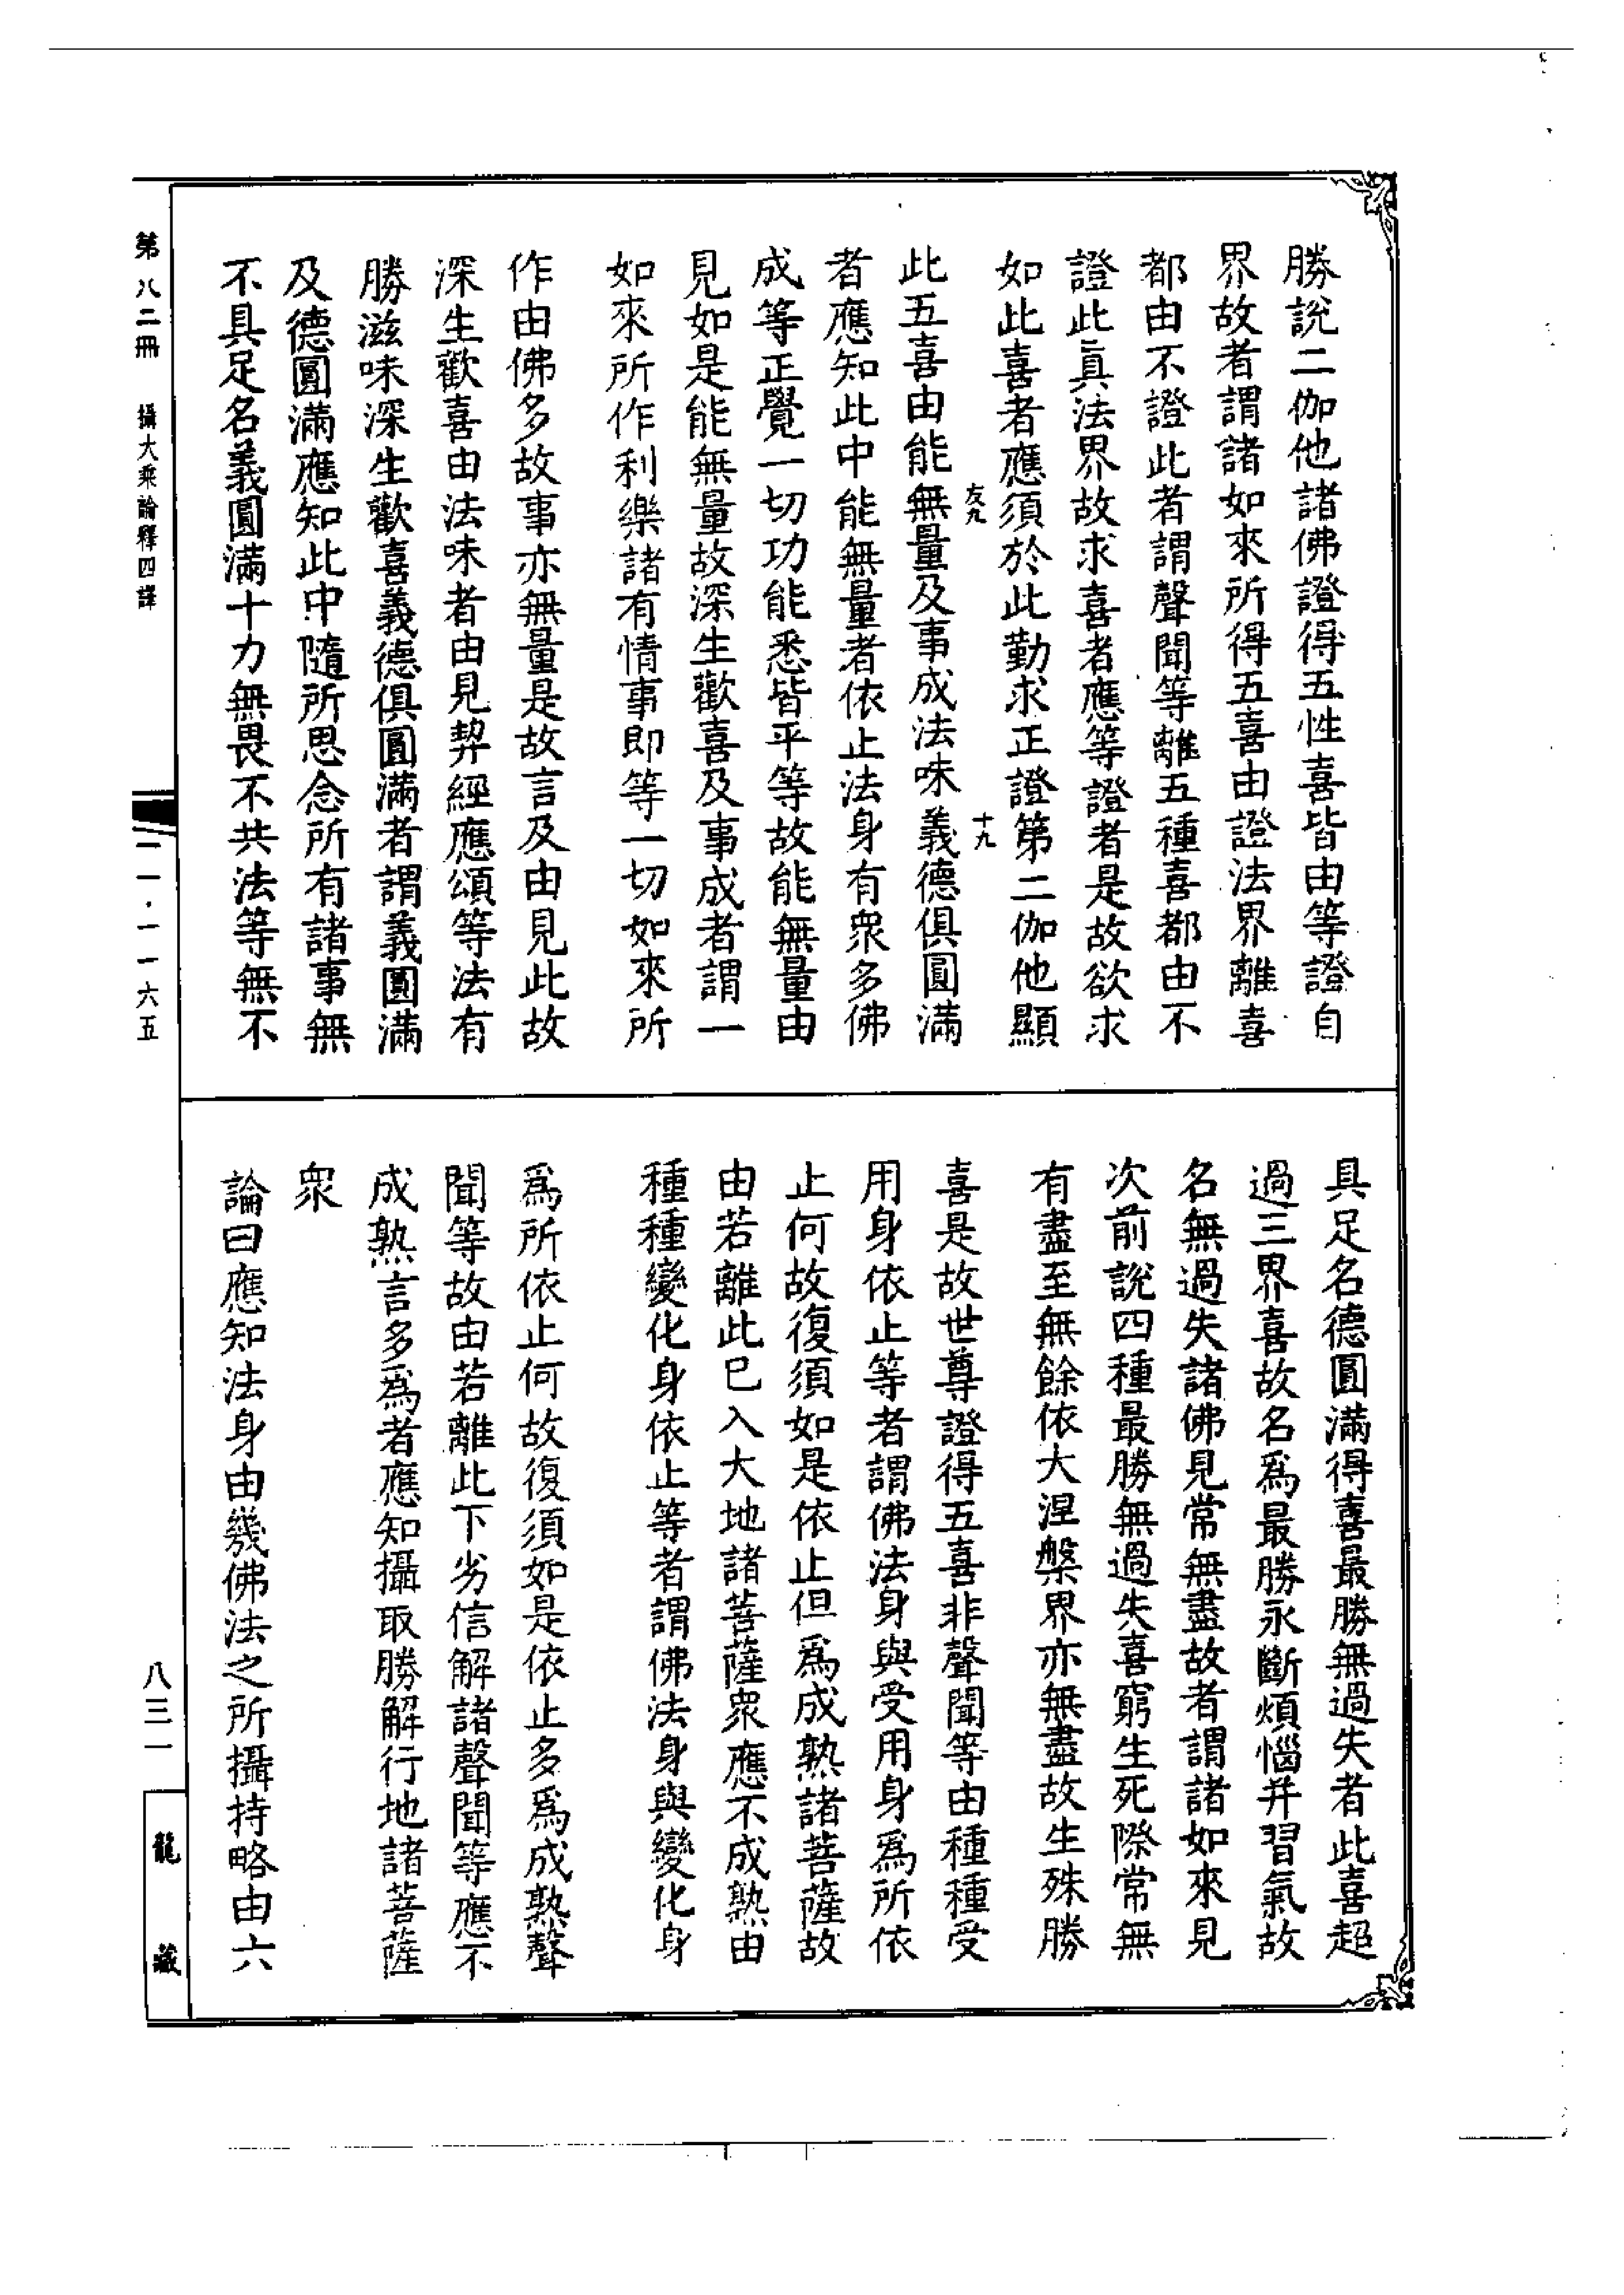 勝說二伽他諸佛證得五性喜皆由等證自
界故者謂諸如來所得五喜由證法界離喜
都由不證此者謂聲聞等離五種喜都由不
證此真法界故求喜者應等證者是故欲求
如此喜者應須於此勤求正證第二伽他顯
友九
十九
此五喜由能無量及事成法味義德俱圓滿
者應知此中能無量者依止法身有眾多佛
成等正覺一切功能悉皆平等故能無量由
見如是能無量故深生歡喜及事成者謂一
如來所作利樂諸有情事即等一切如來所
作由佛多故事亦無量是故言及由見此故
深生歡喜由法味者由見契經應頌等法有
勝滋味深生歡喜義德俱圓滿者謂義圓滿
及德圓滿應知此中隨所思念所有諸事無
不具足名義圓滿十力無畏不共法等無不
具足名德圓滿得喜最勝無過失者此喜超
過三界喜故名為最勝永斷煩惱并習氣故
名無過失諸佛見常無盡故者謂諸如來見
次前說四種最勝無過失喜窮生死際常無
有盡至無餘依大涅槃界亦無盡故生殊勝
喜是故世尊證得五喜非聲聞等由種種受
用身依止等者謂佛法身與受用身為所依
止何故復須如是依止但為成熟諸菩薩故
由若離此已入大地諸菩薩眾應不成熟由
種種變化身依止等者謂佛法身與變化身
為所依止何故復須如是依止多為成熟聲
聞等故由若離此下劣信解諸聲聞等應不
成熟言多為者應知攝取勝解行地諸菩薩
眾
論曰應知法身由幾佛法之所攝持略由六
第八二冊 攝大乘論釋四譯
一一·一一六五
八三一
龍藏